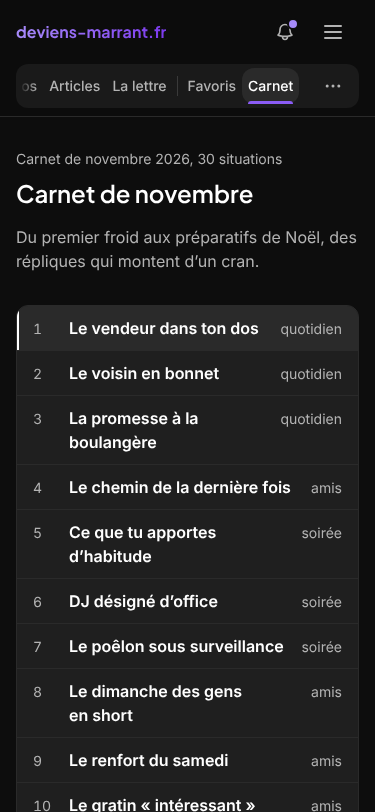 deviens-marrant.fr
os Articles La lettre Favoris Carnet ...
Carnet de novembre 2026, 30 situations
Carnet de novembre
Du premier froid aux préparatifs de Noël, des
répliques qui montent d’un cran.
1 Le vendeur dans ton dos quotidien
2 Le voisin en bonnet quotidien
3 La promesse à la quotidien
boulangère
4 Le chemin de la dernière fois amis
5 Ce que tu apportes soirée
d’habitude
6 DJ désigné d’office soirée
7 Le poêlon sous surveillance soirée
8 Le dimanche des gens amis
en short
9 Le renfort du samedi amis
10 Le gratin « intéressant » amis